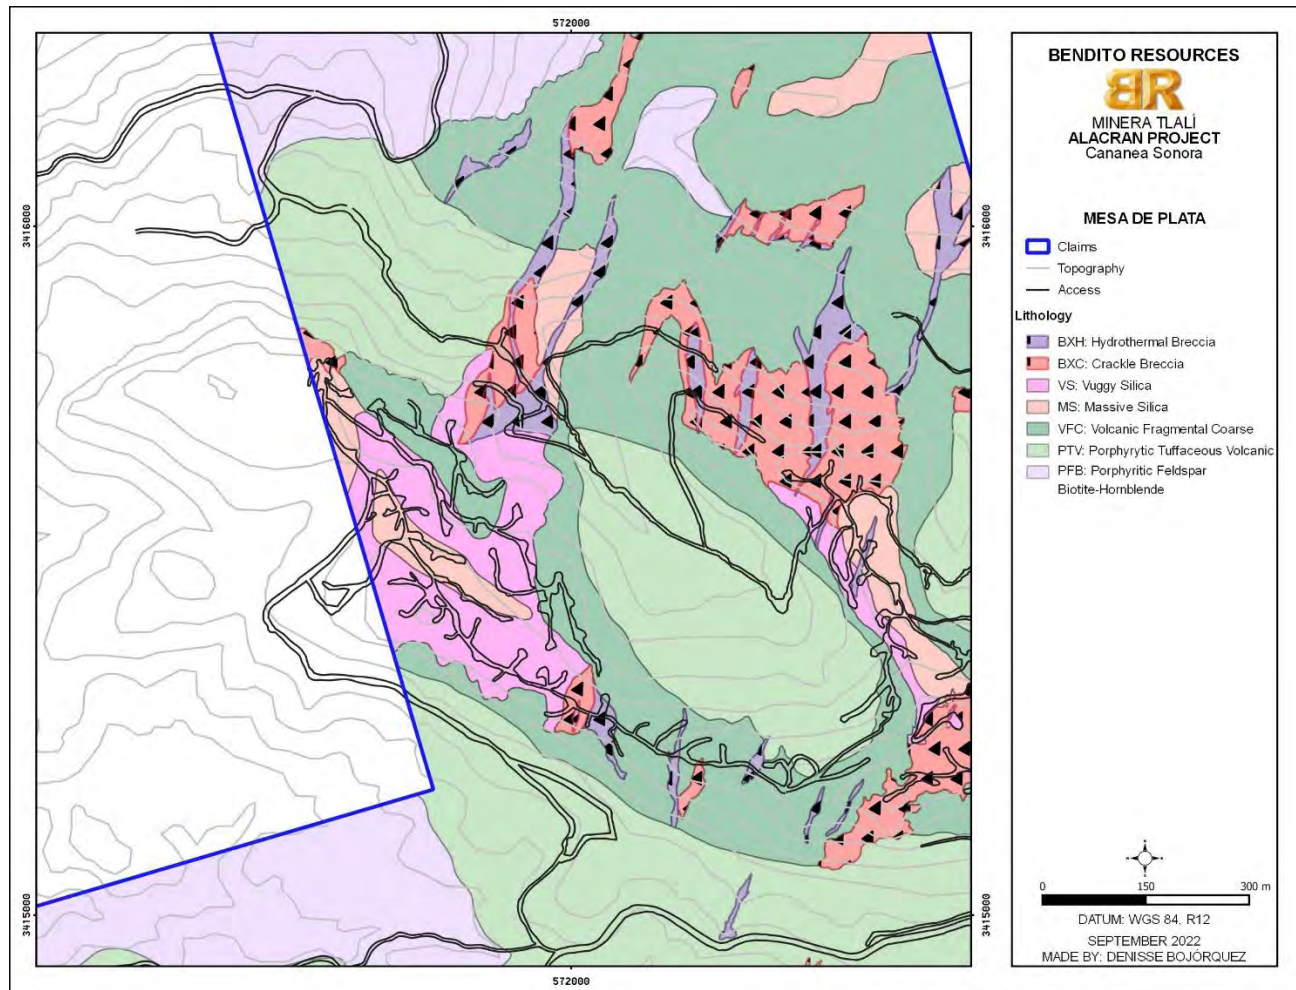 572000
3416000
3416000
3415000
3415000
572000
BENDITO RESOURCES
BR
MINERA TLALÍ
ALACRAN PROJECT
Cananea Sonora
MESA DE PLATA
Claims
Topography
Access
Lithology
BXH: Hydrothermal Breccia
BXC: Crackle Breccia
VS: Vuggy Silica
MS: Massive Silica
VFC: Volcanic Fragmental Coarse
PTV: Porphyrytic Tuffaceous Volcanic
PFB: Porphyritic Feldspar
Biotite-Hornblende
0 150 300 m
DATUM: WGS 84, R12
SEPTEMBER 2022
MADE BY: DENISSE BOJÓRQUEZ